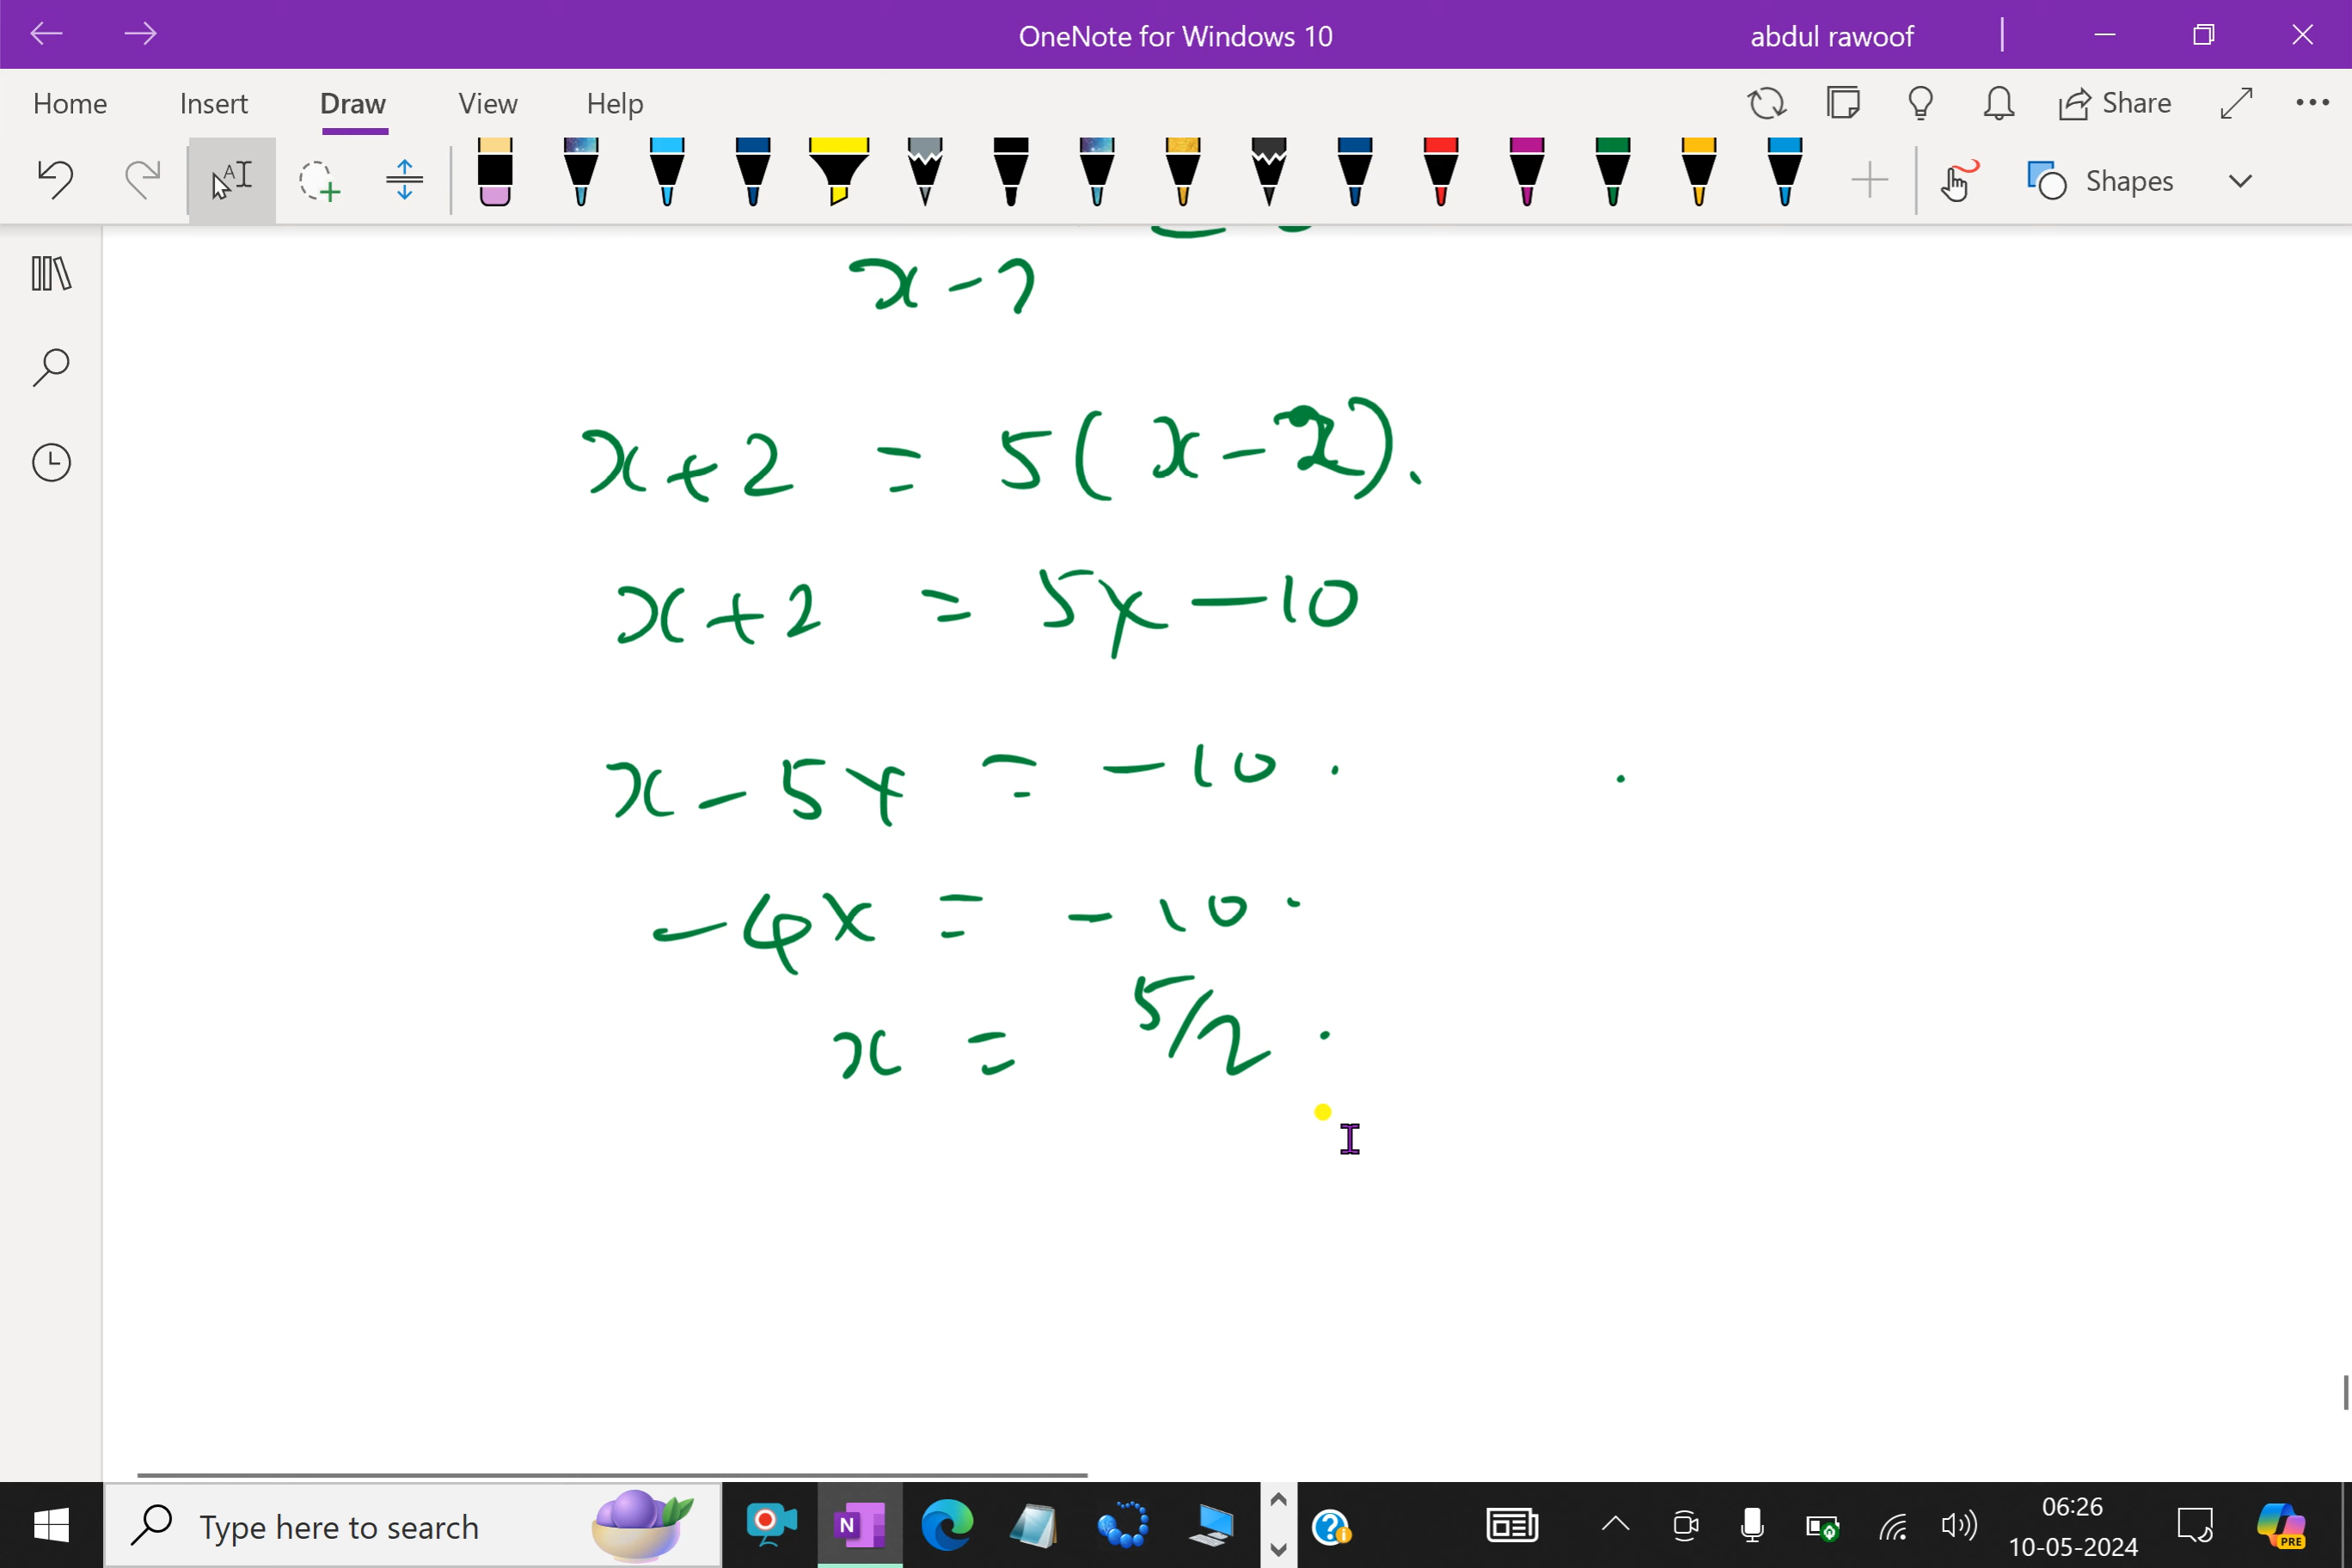 OneNote for Windows 10
abdul rawoof
Home Insert Draw View Help
Share
Shapes
x - 2
x + 2 = 5 ( x - 2 ) .
x + 2 = 5x - 10
x - 5x = - 10 .
- 4x = - 10 .
x = 5/2 .
Type here to search
06:26
10-05-2024
PRE